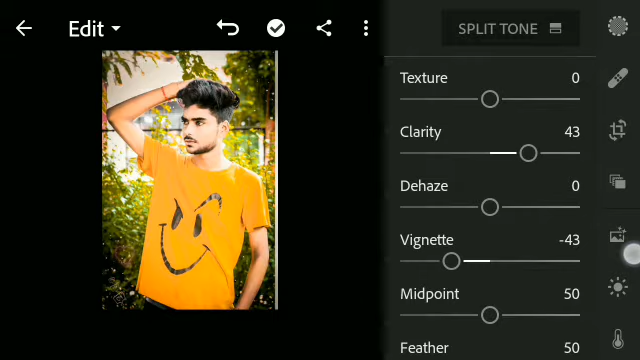 Edit
SPLIT TONE
Texture 0
Clarity 43
Dehaze 0
Vignette -43
Midpoint 50
Feather 50